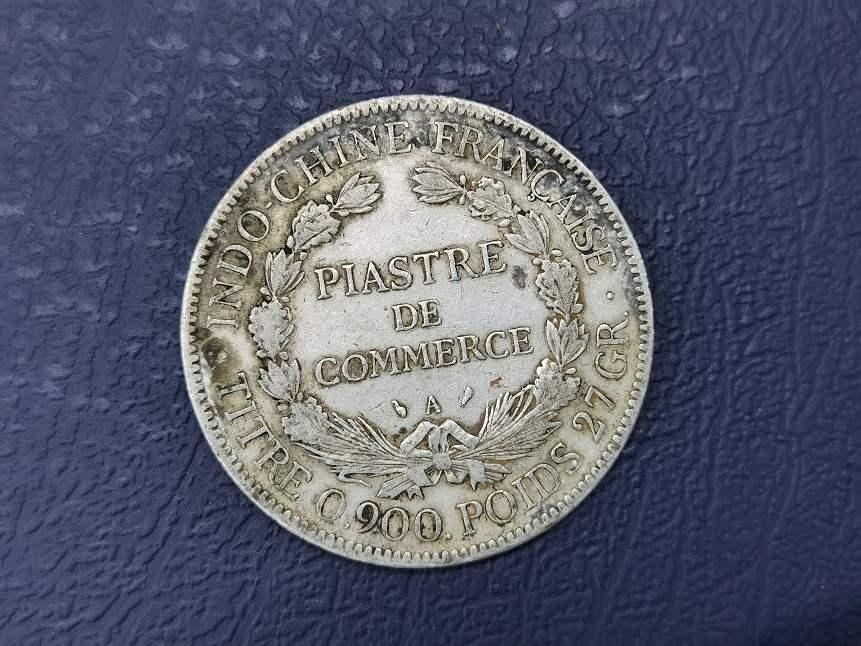 INDO-CHINE FRANÇAISE
PIASTRE
DE
COMMERCE
A
TITRE 0,900. POIDS 27 GR.